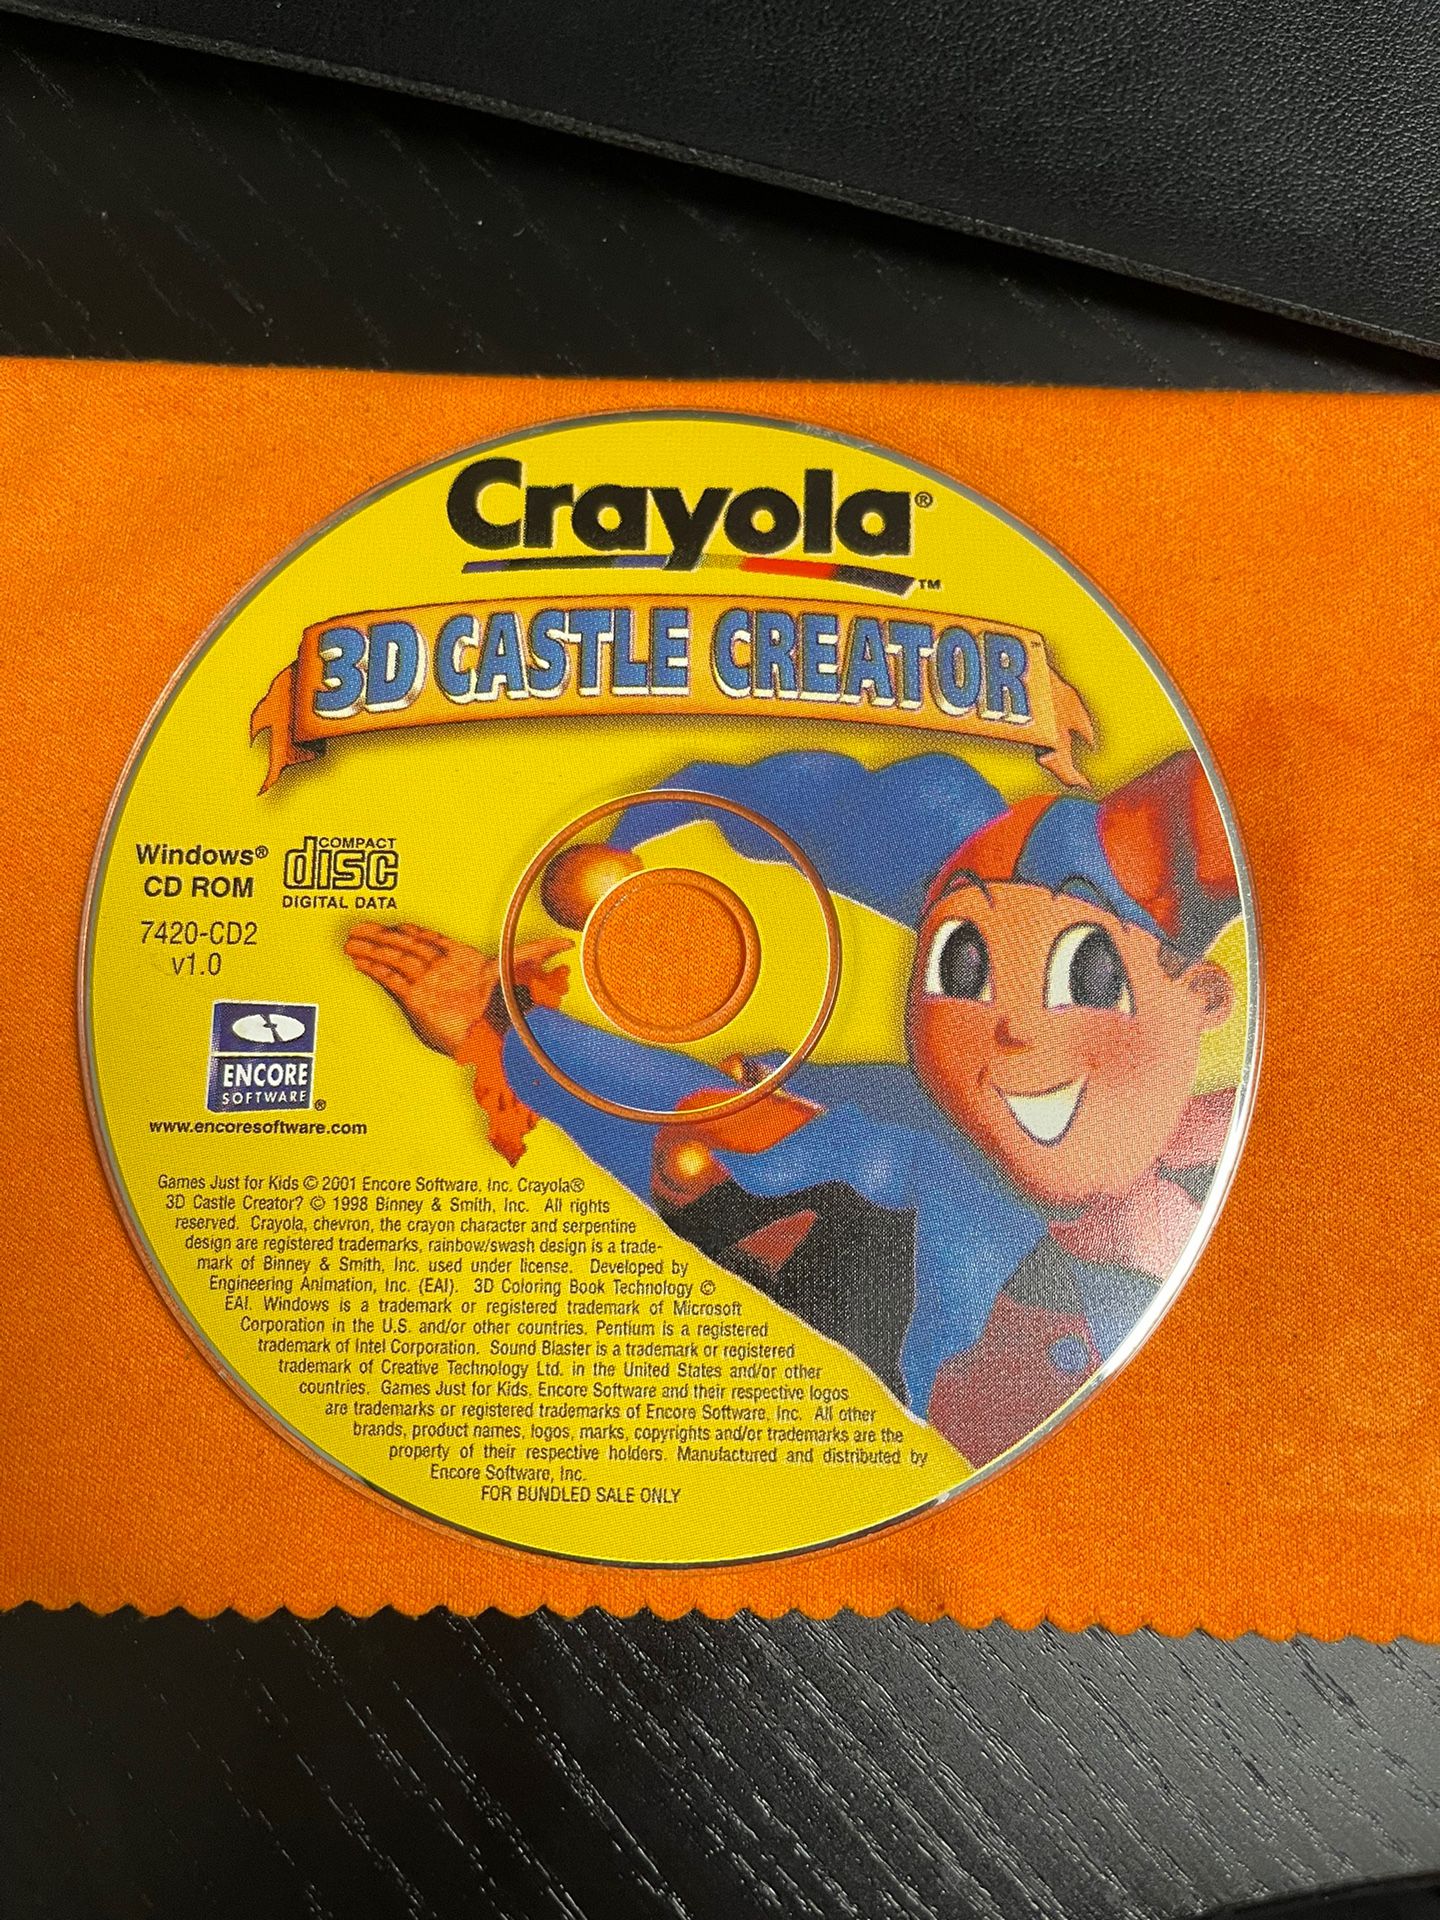 Crayola®
™
3D CASTLE CREATOR™
Windows®
CD ROM
COMPACT
disc
DIGITAL DATA
7420-CD2
v1.0
ENCORE
SOFTWARE®
www.encoresoftware.com
Games Just for Kids © 2001 Encore Software, Inc. Crayola®
3D Castle Creator? © 1998 Binney & Smith, Inc. All rights
reserved. Crayola, chevron, the crayon character and serpentine
design are registered trademarks, rainbow/swash design is a trade-
mark of Binney & Smith, Inc. used under license. Developed by
Engineering Animation, Inc. (EAI). 3D Coloring Book Technology ©
EAI. Windows is a trademark or registered trademark of Microsoft
Corporation in the U.S. and/or other countries. Pentium is a registered
trademark of Intel Corporation. Sound Blaster is a trademark or registered
trademark of Creative Technology Ltd. in the United States and/or other
countries. Games Just for Kids, Encore Software and their respective logos
are trademarks or registered trademarks of Encore Software, Inc. All other
brands, product names, logos, marks, copyrights and/or trademarks are the
property of their respective holders. Manufactured and distributed by
Encore Software, Inc.
FOR BUNDLED SALE ONLY